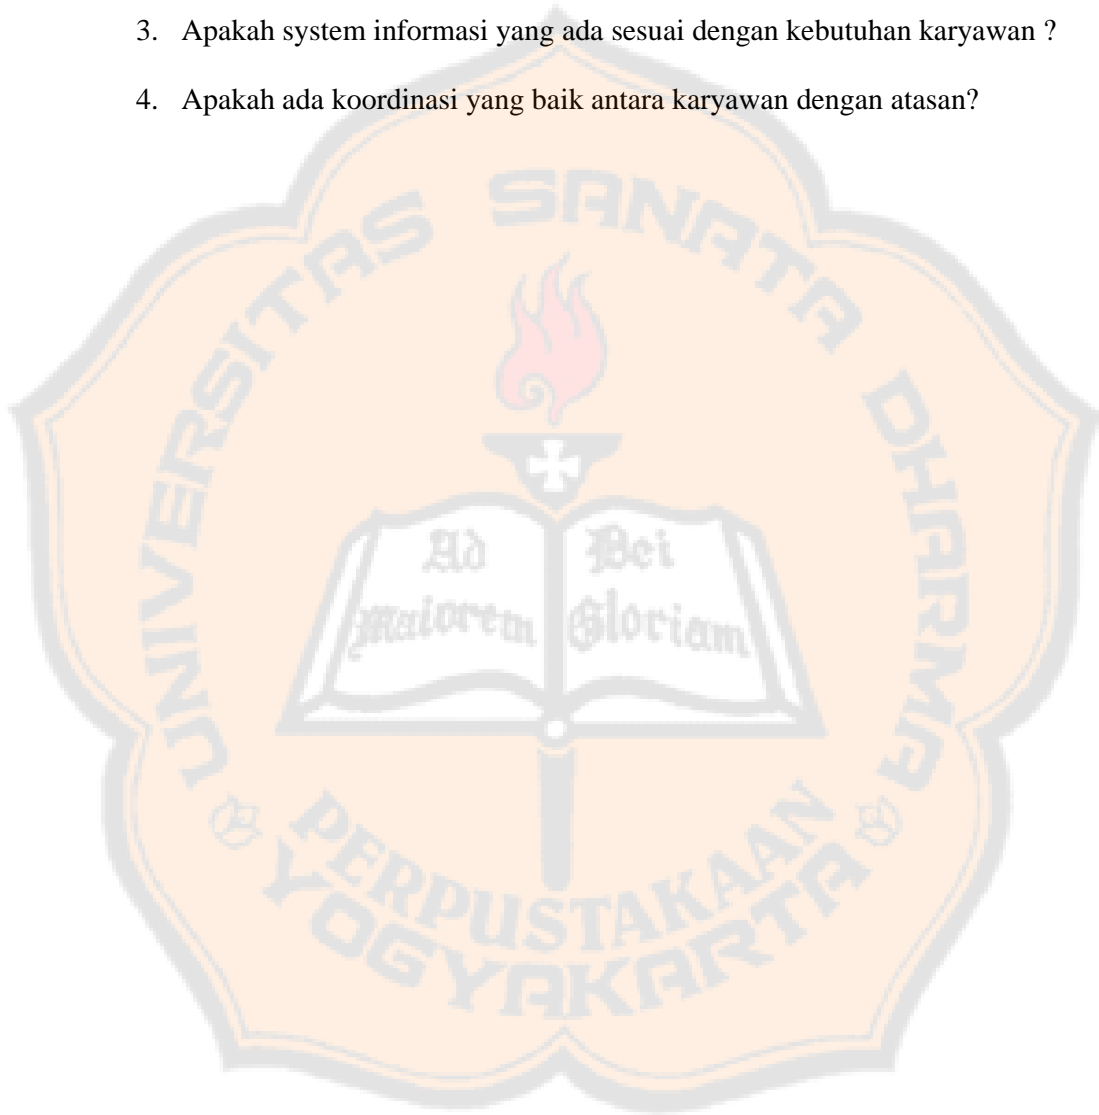 3. Apakah system informasi yang ada sesuai dengan kebutuhan karyawan ?
4. Apakah ada koordinasi yang baik antara karyawan dengan atasan?
UNIVERSITAS SANATA DHARMA
Ad Dei
maiorem Gloriam
PERPUSTAKAAN
YOGYAKARTA